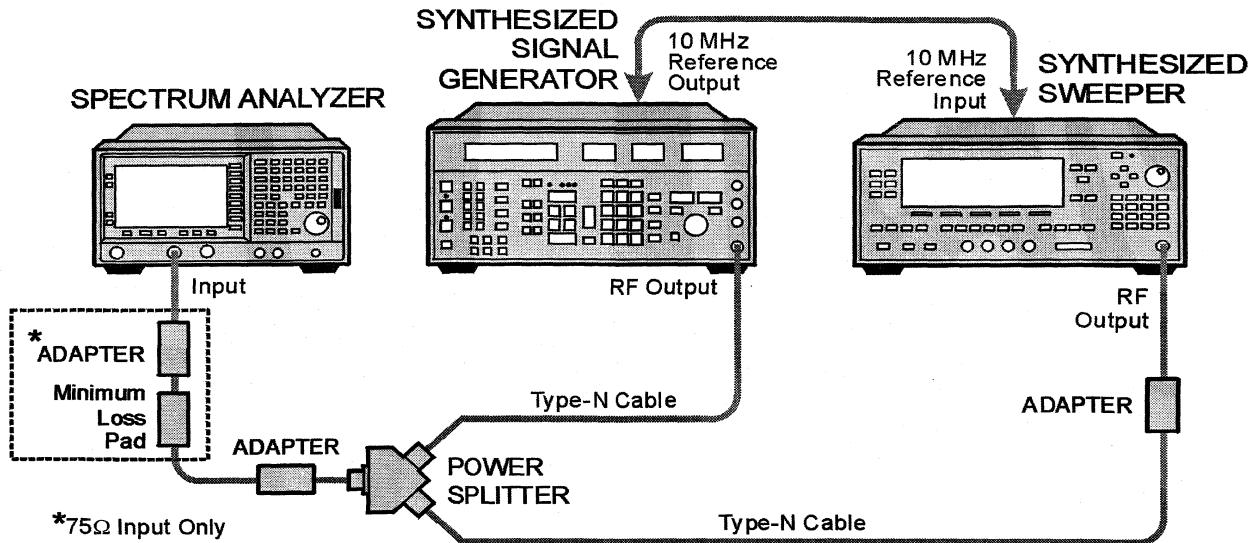 SYNTHESIZED
SIGNAL
GENERATOR
10 MHz
Reference
Output
10 MHz
Reference
Input
SYNTHESIZED
SWEEPER
SPECTRUM ANALYZER
Input
RF Output
RF
Output
*ADAPTER
Minimum
Loss
Pad
Type-N Cable
ADAPTER
ADAPTER
POWER
SPLITTER
*75Ω Input Only
Type-N Cable